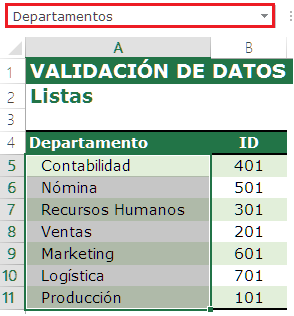 Departamentos
A B
1 VALIDACIÓN DE DATOS
2 Listas
3
4 Departamento ID
5 Contabilidad 401
6 Nómina 501
7 Recursos Humanos 301
8 Ventas 201
9 Marketing 601
10 Logística 701
11 Producción 101